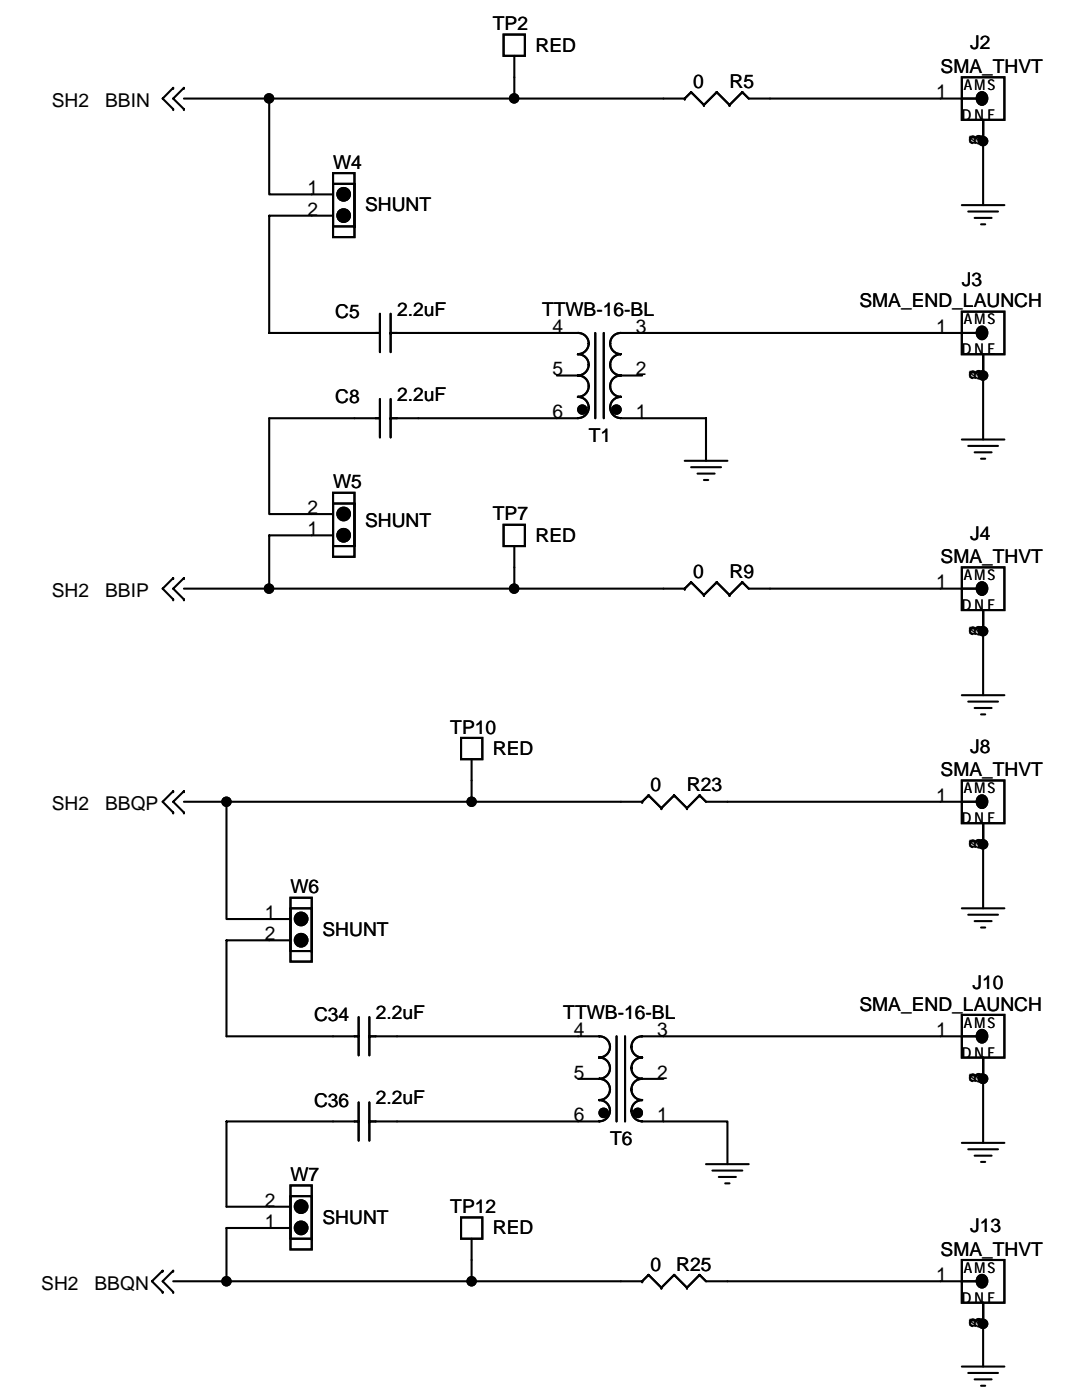 TP2
RED
J2
SMA_THVT
SH2 BBIN
0 R5
1
AMS
DNF
W4
1
2
SHUNT
J3
SMA_END_LAUNCH
C5 2.2uF
TTWB-16-BL
4 3
1
AMS
DNF
5 2
C8 2.2uF
6 1
T1
W5
2
1
SHUNT
TP7
RED
J4
SMA_THVT
SH2 BBIP
0 R9
1
AMS
DNF
TP10
RED
J8
SMA_THVT
SH2 BBQP
0 R23
1
AMS
DNF
W6
1
2
SHUNT
J10
SMA_END_LAUNCH
C34 2.2uF
TTWB-16-BL
4 3
1
AMS
DNF
5 2
C36 2.2uF
6 1
T6
W7
2
1
SHUNT
TP12
RED
J13
SMA_THVT
SH2 BBQN
0 R25
1
AMS
DNF